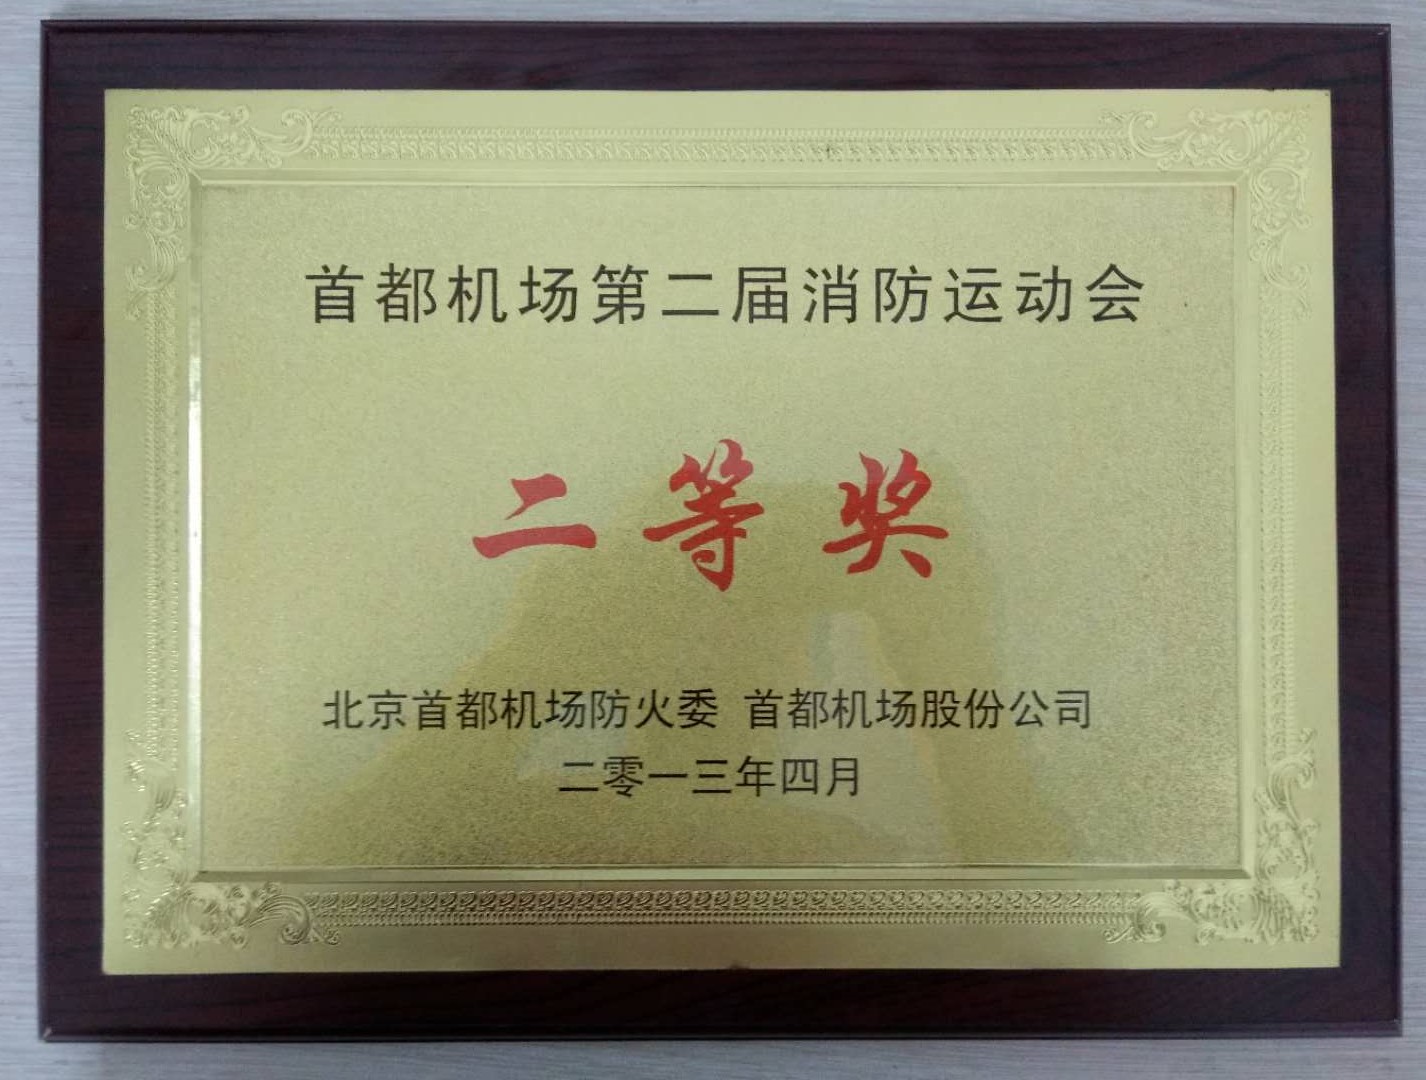 首都机场第二届消防运动会
二等奖
北京首都机场防火委 首都机场股份公司
二零一三年四月